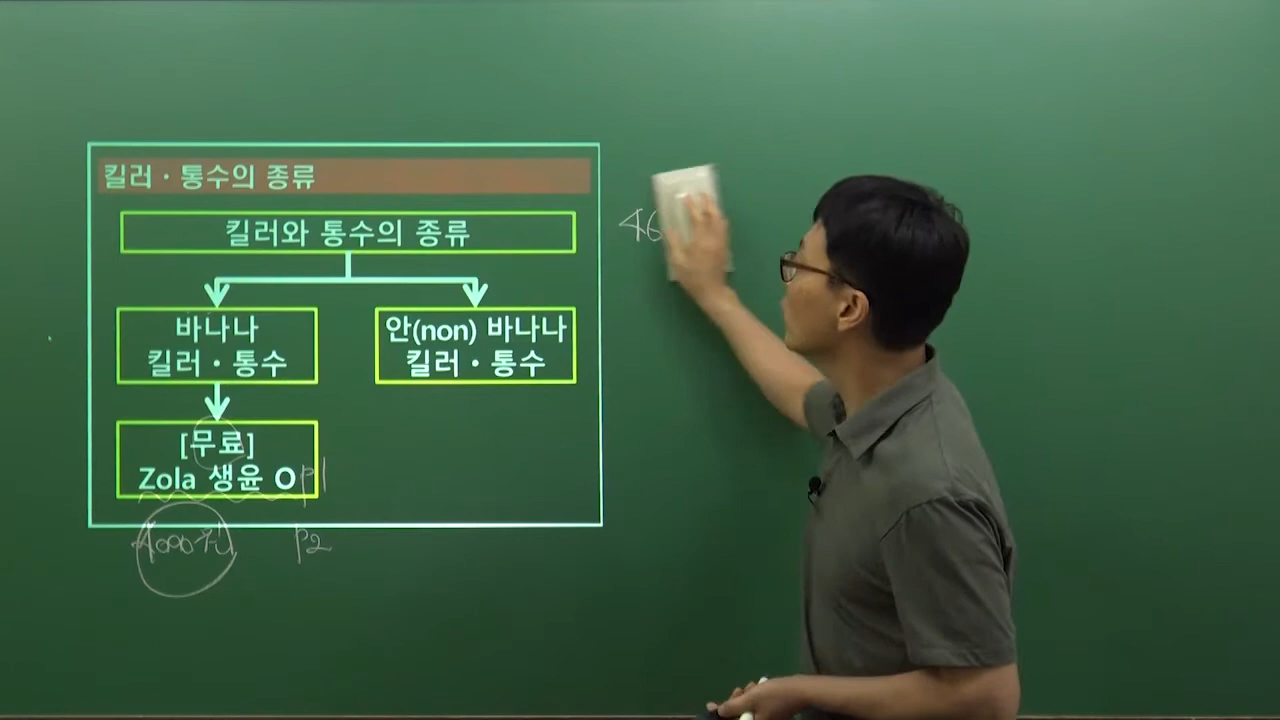 킬러・통수의 종류
킬러와 통수의 종류
바나나
킬러・통수
안(non) 바나나
킬러・통수
[무료]
Zola 생윤 O
p1
p2
46